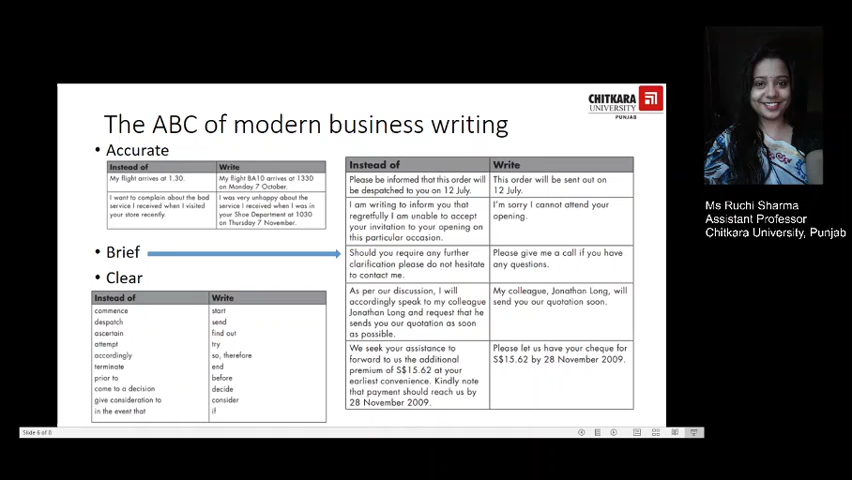 The ABC of modern business writing
CHITKARA
UNIVERSITY
PUNJAB
• Accurate
Instead of
Write
My flight arrives at 1.30.
My flight BA10 arrives at 1330
on Monday 7 October.
I want to complain about the bad
service I received when I visited
your store recently.
I was very unhappy about the
service I received when I was in
your Shoe Department at 1030
on Thursday 7 November.
• Brief
Instead of
Write
Please be informed that this order will
be despatched to you on 12 July.
This order will be sent out on
12 July.
I am writing to inform you that
regretfully I am unable to accept
your invitation to your opening on
this particular occasion.
I'm sorry I cannot attend your
opening.
Should you require any further
clarification please do not hesitate
to contact me.
Please give me a call if you have
any questions.
As per our discussion, I will
accordingly speak to my colleague
Jonathan Long and request that he
sends you our quotation as soon
as possible.
My colleague, Jonathan Long, will
send you our quotation soon.
We seek your assistance to
forward to us the additional
premium of S$15.62 at your
earliest convenience. Kindly note
that payment should reach us by
28 November 2009.
Please let us have your cheque for
S$15.62 by 28 November 2009.
• Clear
Instead of
Write
commence
start
despatch
send
ascertain
find out
attempt
try
accordingly
so, therefore
terminate
end
prior to
before
come to a decision
decide
give consideration to
consider
in the event that
if
Slide 6 of 8
Ms Ruchi Sharma
Assistant Professor
Chitkara University, Punjab